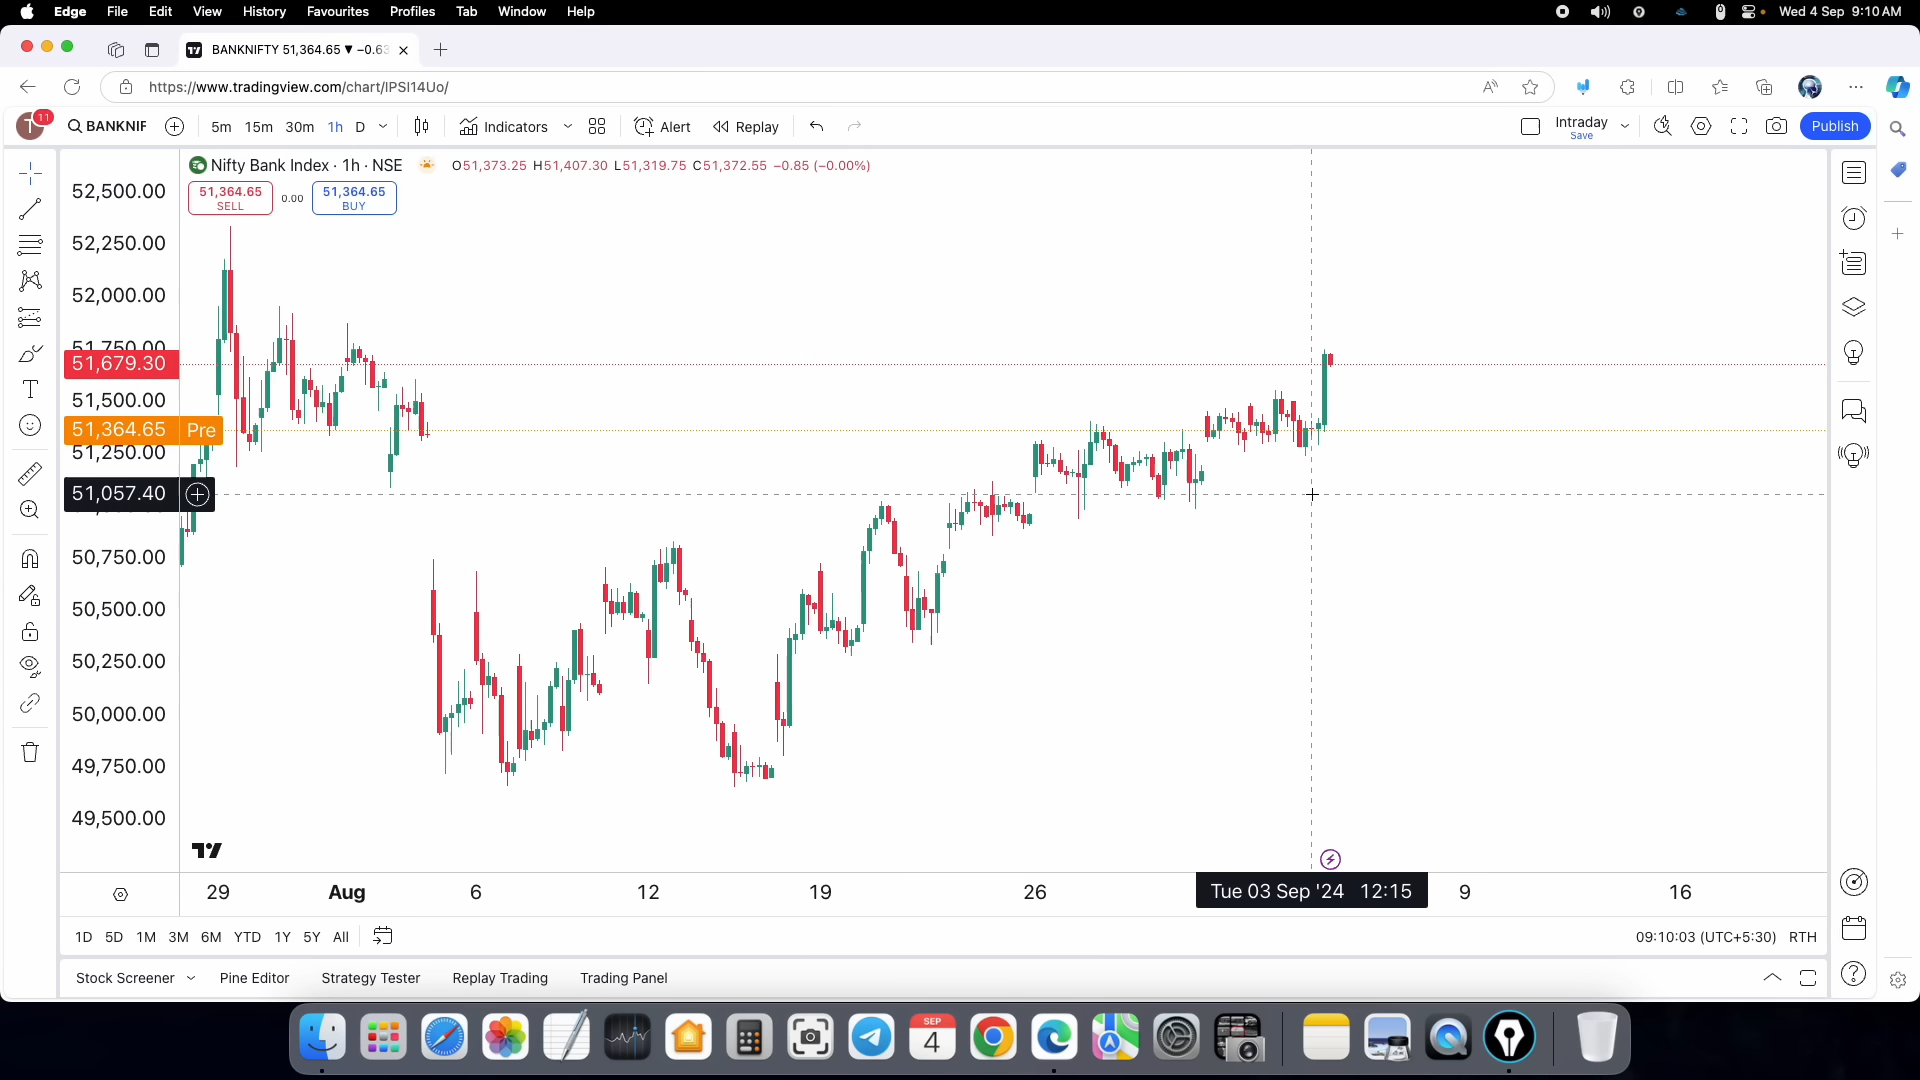 Edge File Edit View History Favourites Profiles Tab Window Help Wed 4 Sep 9:10 AM
BANKNIFTY 51,364.65 ▼ −0.63
https://www.tradingview.com/chart/IPSI14Uo/
T 11 BANKNIF 5m 15m 30m 1h D Indicators Alert Replay Intraday Save Publish
Nifty Bank Index · 1h · NSE O51,373.25 H51,407.30 L51,319.75 C51,372.55 −0.85 (−0.00%)
51,364.65 SELL 0.00 51,364.65 BUY
52,500.00
52,250.00
52,000.00
51,750.00
51,679.30
51,500.00
51,364.65 Pre
51,250.00
51,057.40
50,750.00
50,500.00
50,250.00
50,000.00
49,750.00
49,500.00
29 Aug 6 12 19 26 Tue 03 Sep '24 12:15 9 16
1D 5D 1M 3M 6M YTD 1Y 5Y All 09:10:03 (UTC+5:30) RTH
Stock Screener Pine Editor Strategy Tester Replay Trading Trading Panel
SEP
4